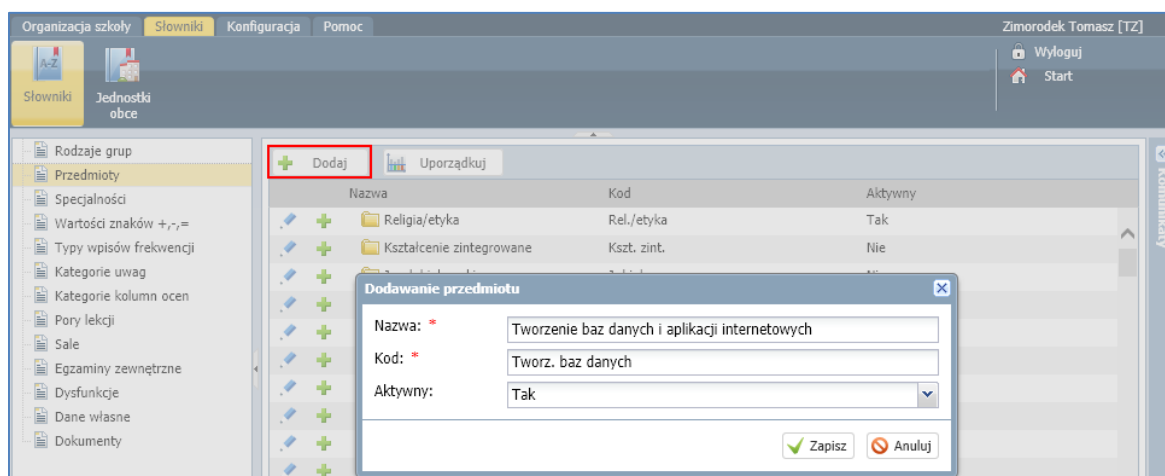 Organizacja szkoły Słowniki Konfiguracja Pomoc Zimorodek Tomasz [TZ]
A-Z
Wyloguj
Start
Słowniki Jednostki
obce
Rodzaje grup
Przedmioty
Specjalności
Wartości znaków +,-,=
Typy wpisów frekwencji
Kategorie uwag
Kategorie kolumn ocen
Pory lekcji
Sale
Egzaminy zewnętrzne
Dysfunkcje
Dane własne
Dokumenty
Dodaj Uporządkuj
Nazwa Kod Aktywny
Religia/etyka Rel./etyka Tak
Kształcenie zintegrowane Kszt. zint. Nie
Dodawanie przedmiotu
Nazwa: * Tworzenie baz danych i aplikacji internetowych
Kod: * Tworz. baz danych
Aktywny: Tak
Zapisz Anuluj
Komunikaty